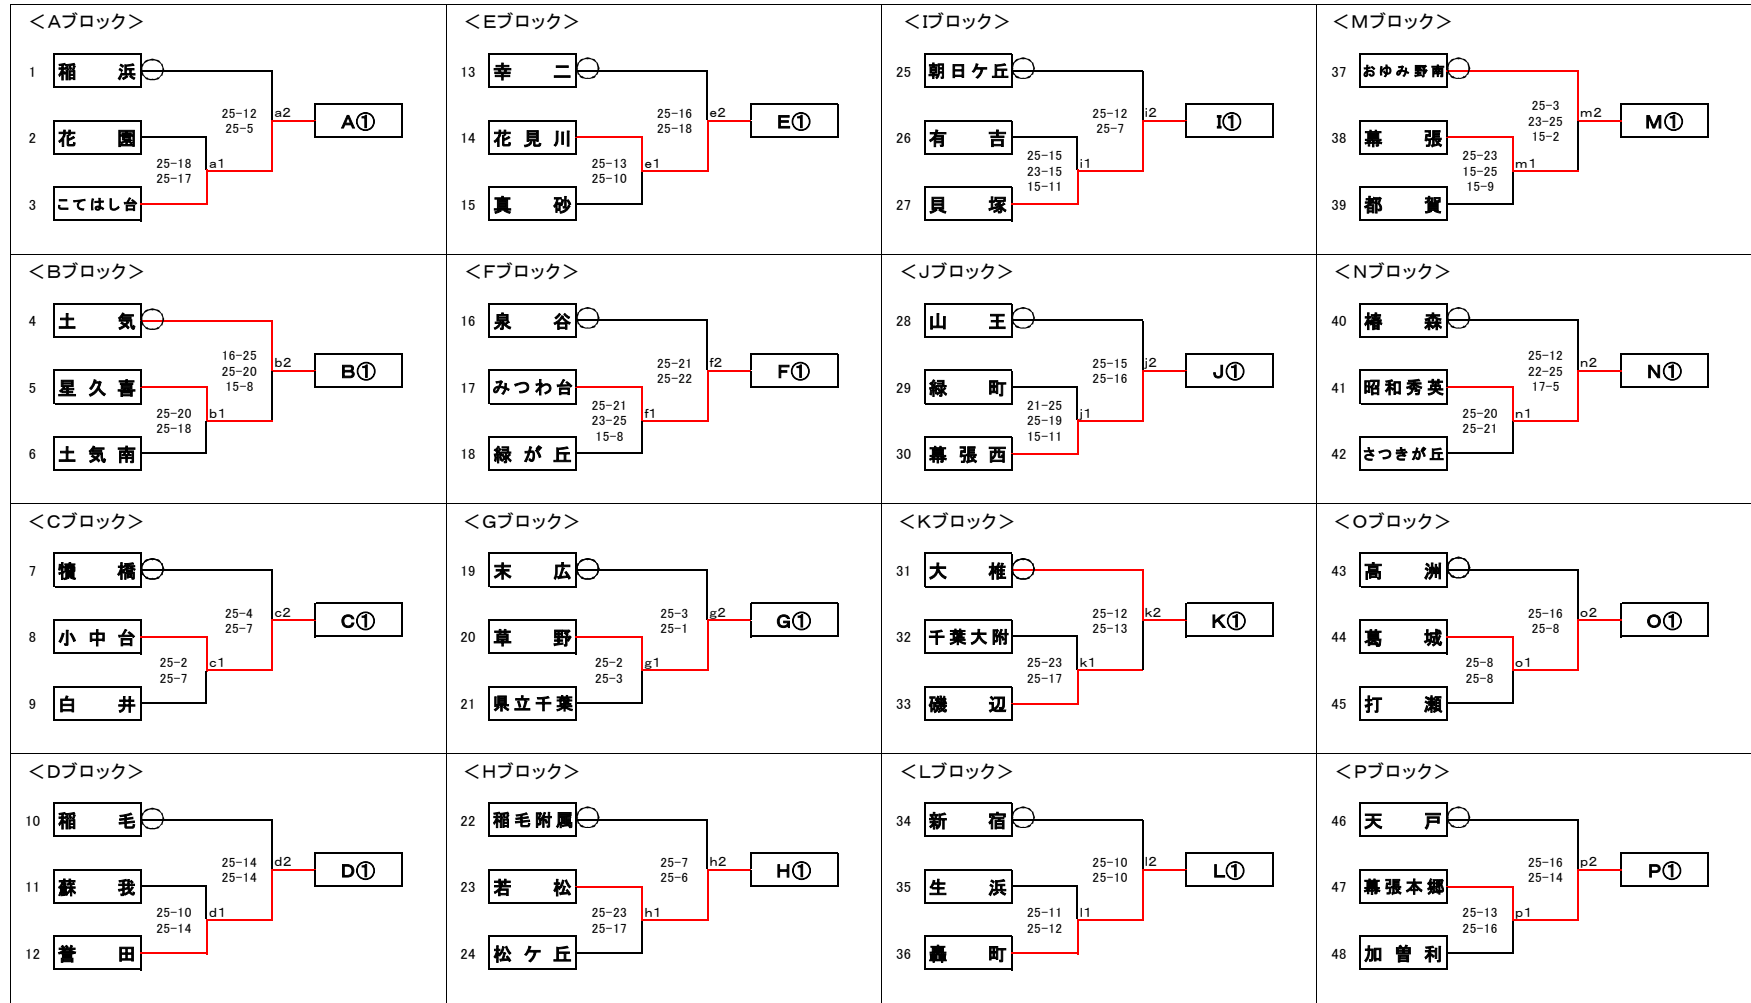 ＜Aブロック＞
1 稲浜
25-12 a2
25-5
A①
2 花園
25-18 a1
25-17
3 こてはし台
＜Bブロック＞
4 土気
16-25 b2
25-20
15-8
B①
5 星久喜
25-20 b1
25-18
6 土気南
＜Cブロック＞
7 犢橋
25-4 c2
25-7
C①
8 小中台
25-2 c1
25-7
9 白井
＜Dブロック＞
10 稲毛
25-14 d2
25-14
D①
11 蘇我
25-10 d1
25-14
12 誉田
＜Eブロック＞
13 幸二
25-16 e2
25-18
E①
14 花見川
25-13 e1
25-10
15 真砂
＜Fブロック＞
16 泉谷
25-21 f2
25-22
F①
17 みつわ台
25-21 f1
23-25
15-8
18 緑が丘
＜Gブロック＞
19 末広
25-3 g2
25-1
G①
20 草野
25-2 g1
25-3
21 県立千葉
＜Hブロック＞
22 稲毛附属
25-7 h2
25-6
H①
23 若松
25-23 h1
25-17
24 松ケ丘
＜Iブロック＞
25 朝日ケ丘
25-12 i2
25-7
I①
26 有吉
25-15 i1
23-15
15-11
27 貝塚
＜Jブロック＞
28 山王
25-15 j2
25-16
J①
29 緑町
21-25 j1
25-19
15-11
30 幕張西
＜Kブロック＞
31 大椎
25-12 k2
25-13
K①
32 千葉大附
25-23 k1
25-17
33 磯辺
＜Lブロック＞
34 新宿
25-10 l2
25-10
L①
35 生浜
25-11 l1
25-12
36 轟町
＜Mブロック＞
37 おゆみ野南
25-3 m2
23-25
15-2
M①
38 幕張
25-23 m1
15-25
15-9
39 都賀
＜Nブロック＞
40 椿森
25-12 n2
22-25
17-5
N①
41 昭和秀英
25-20 n1
25-21
42 さつきが丘
＜Oブロック＞
43 高洲
25-16 o2
25-8
O①
44 葛城
25-8 o1
25-8
45 打瀬
＜Pブロック＞
46 天戸
25-16 p2
25-14
P①
47 幕張本郷
25-13 p1
25-16
48 加曽利